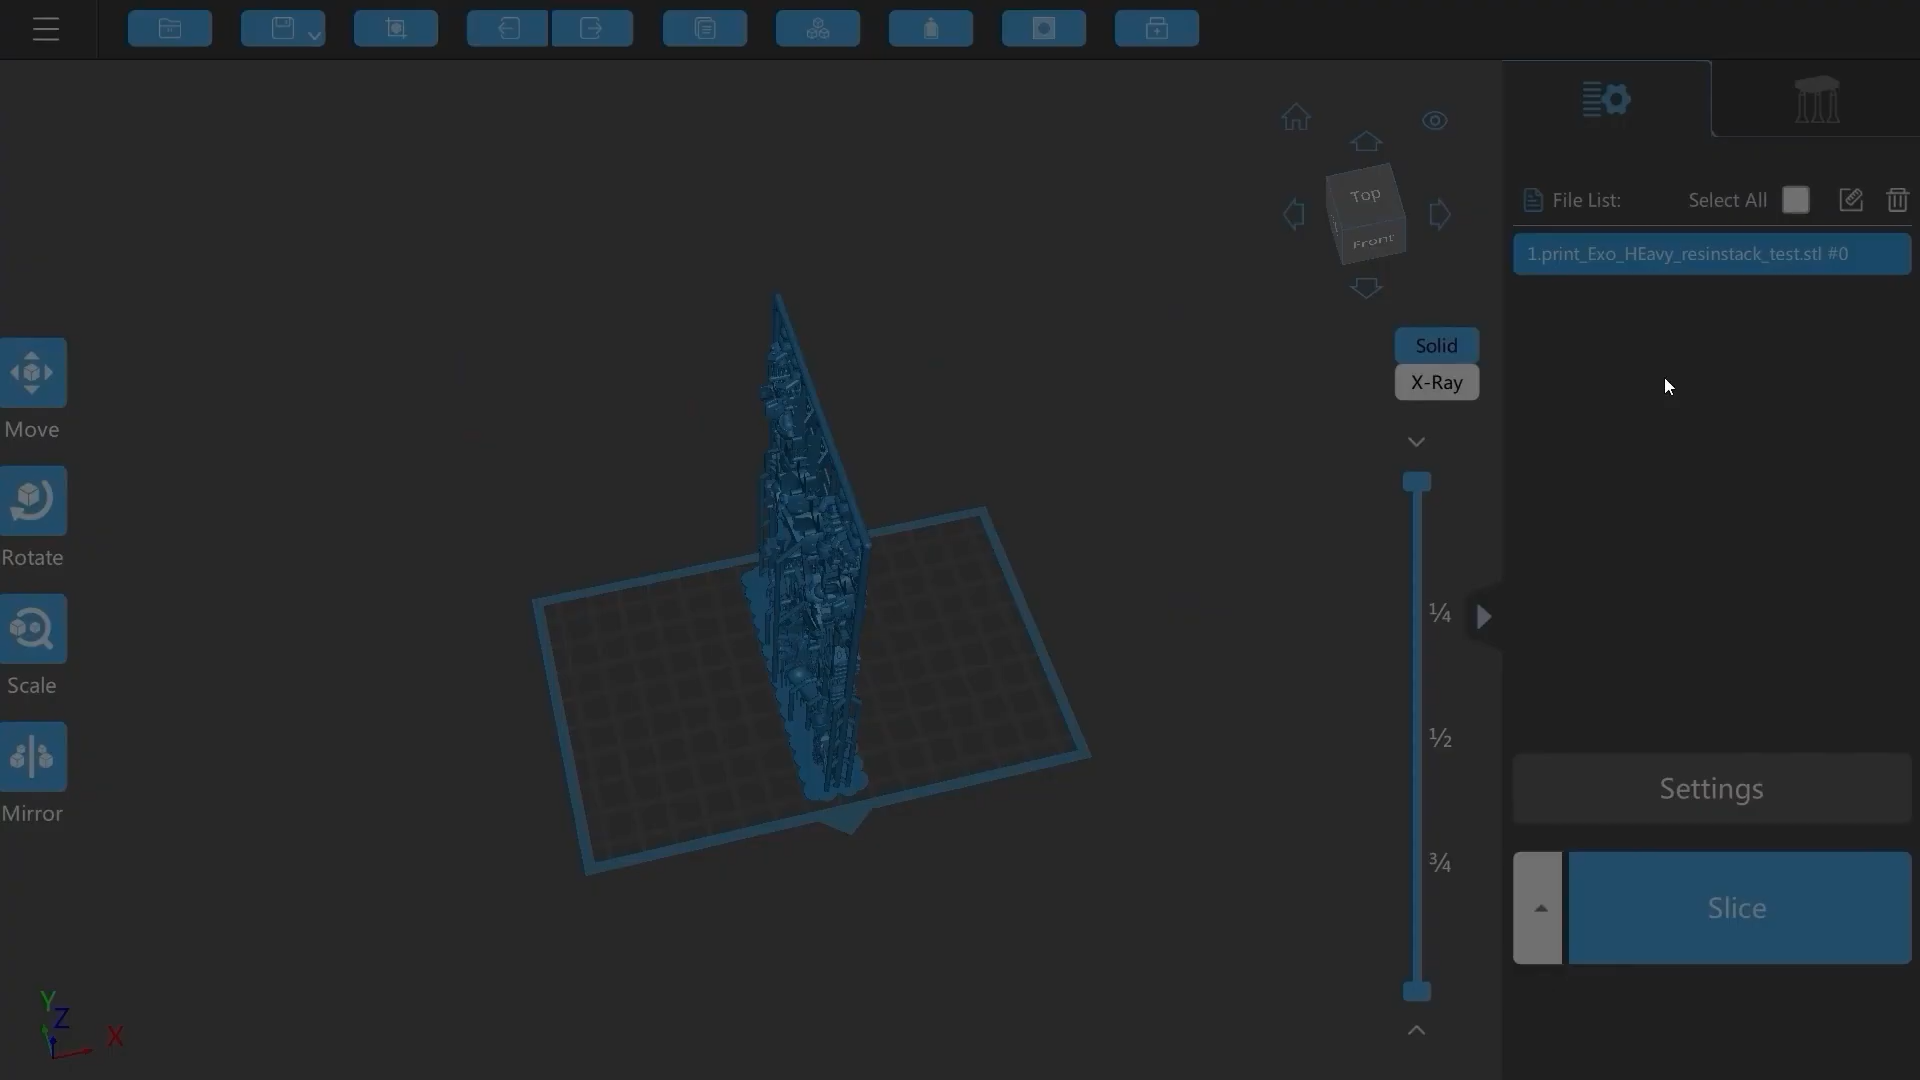 Top
Front
File List:
Select All
1.print_Exo_HEavy_resinstack_test.stl #0
Solid
X-Ray
Move
Rotate
Scale
Mirror
¼
½
¾
Settings
Slice
Y
Z
X